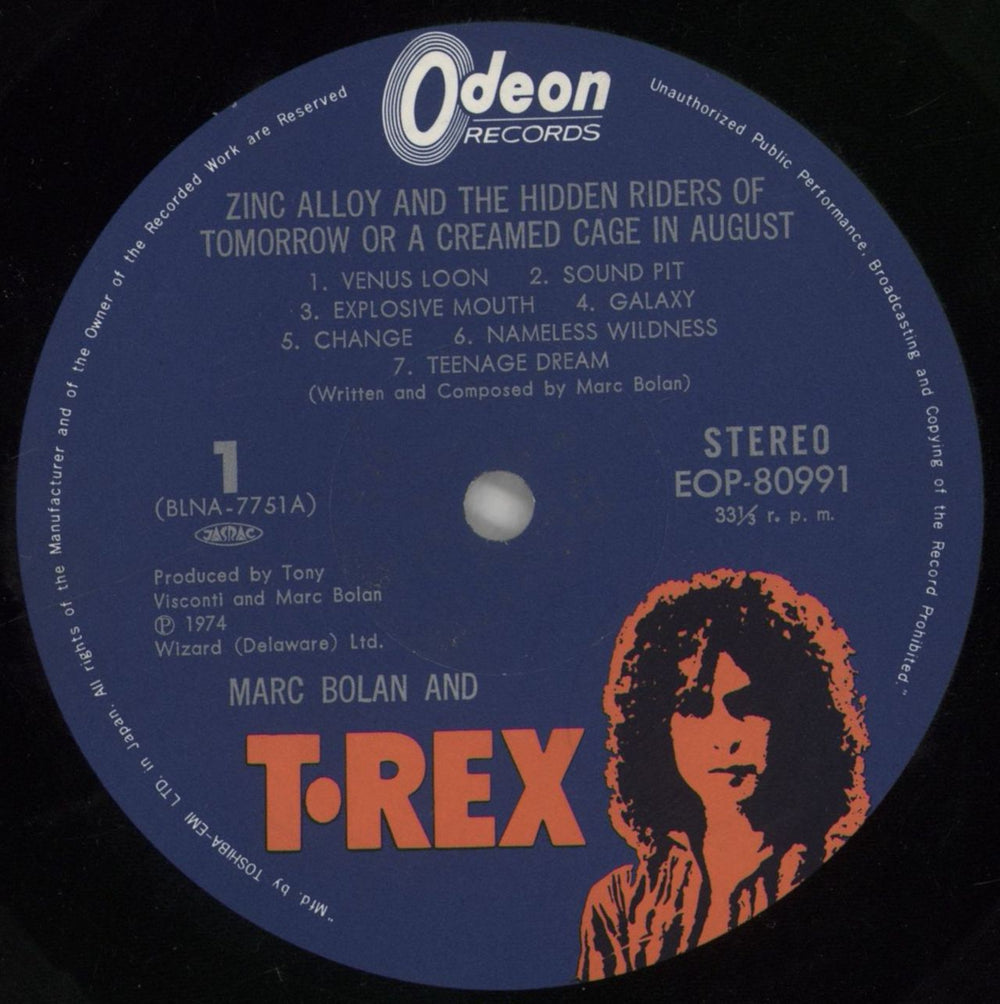 Odeon
RECORDS
ZINC ALLOY AND THE HIDDEN RIDERS OF
TOMORROW OR A CREAMED CAGE IN AUGUST
1. VENUS LOON 2. SOUND PIT
3. EXPLOSIVE MOUTH 4. GALAXY
5. CHANGE 6. NAMELESS WILDNESS
7. TEENAGE DREAM
(Written and Composed by Marc Bolan)
1
(BLNA-7751A)
JASRAC
STEREO
EOP-80991
33⅓ r. p. m.
Produced by Tony
Visconti and Marc Bolan
℗ 1974
Wizard (Delaware) Ltd.
MARC BOLAN AND
T·REX
"Mfd. by TOSHIBA-EMI LTD. in Japan. All rights of the Manufacturer and of the Owner of the Recorded Work are Reserved
Unauthorized Public Performance, Broadcasting and Copying of the Record Prohibited."